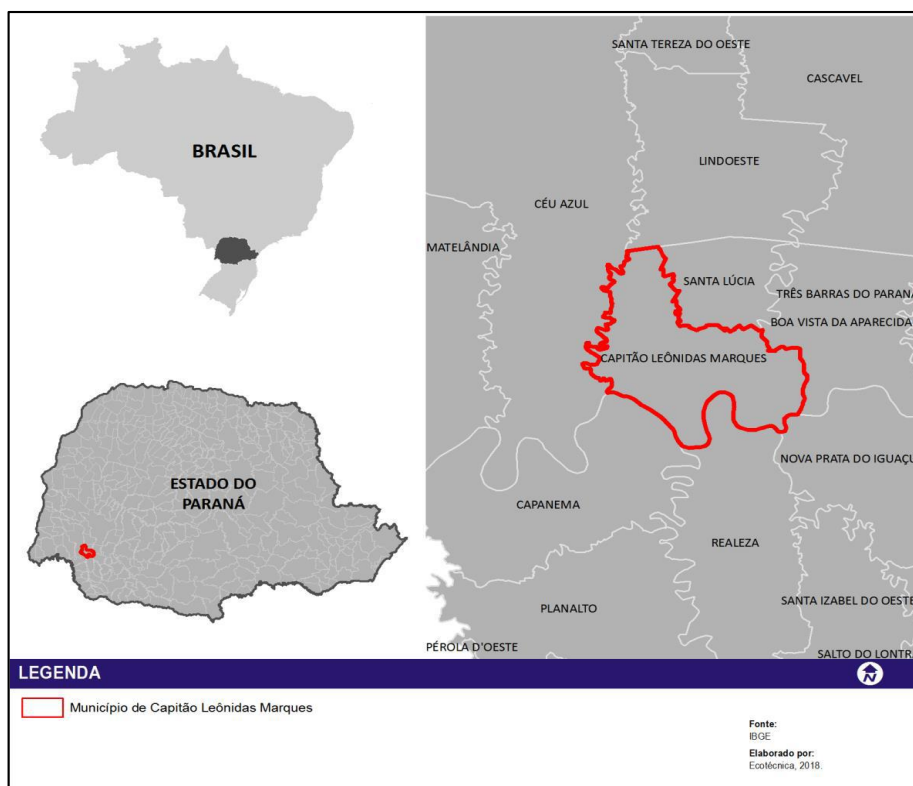 BRASIL
ESTADO DO
PARANÁ
SANTA TEREZA DO OESTE
CASCAVEL
LINDOESTE
CÉU AZUL
MATELÂNDIA
SANTA LÚCIA
TRÊS BARRAS DO PARANÁ
BOA VISTA DA APARECIDA
CAPITÃO LEÔNIDAS MARQUES
NOVA PRATA DO IGUAÇU
CAPANEMA
REALEZA
PLANALTO
SANTA IZABEL DO OESTE
PÉROLA D'OESTE
SALTO DO LONTR
LEGENDA
N
Município de Capitão Leônidas Marques
Fonte:
IBGE
Elaborado por:
Ecotécnica, 2018.